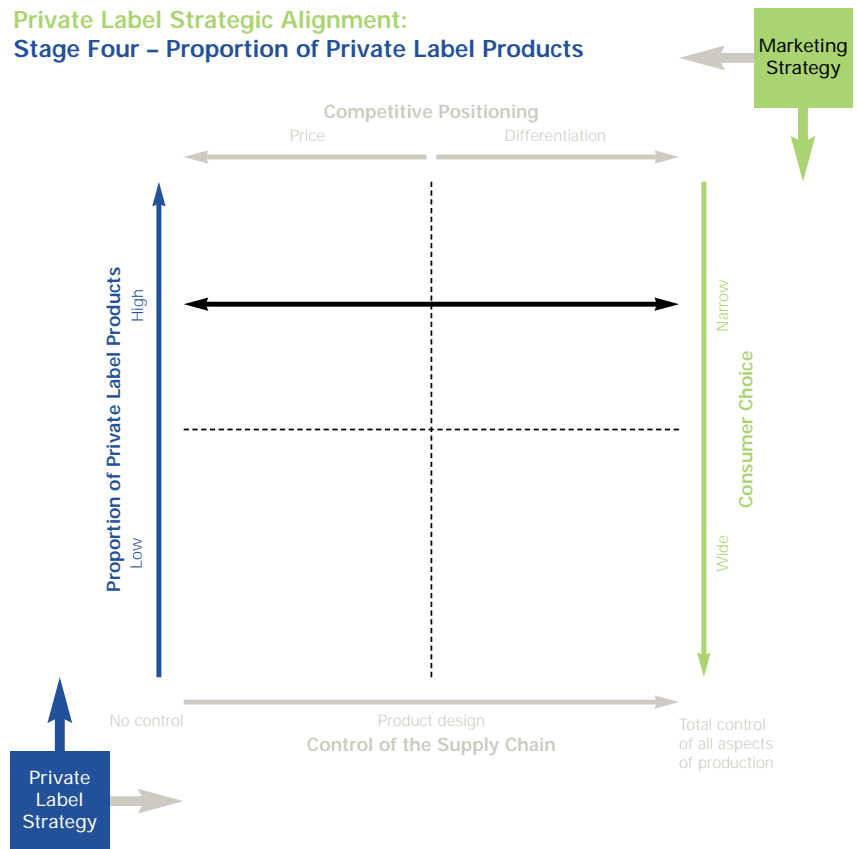 Private Label Strategic Alignment:
Stage Four – Proportion of Private Label Products
Marketing
Strategy
Competitive Positioning
Price
Differentiation
Proportion of Private Label Products
High
Low
Narrow
Wide
Consumer Choice
No control
Product design
Total control
of all aspects
of production
Control of the Supply Chain
Private
Label
Strategy